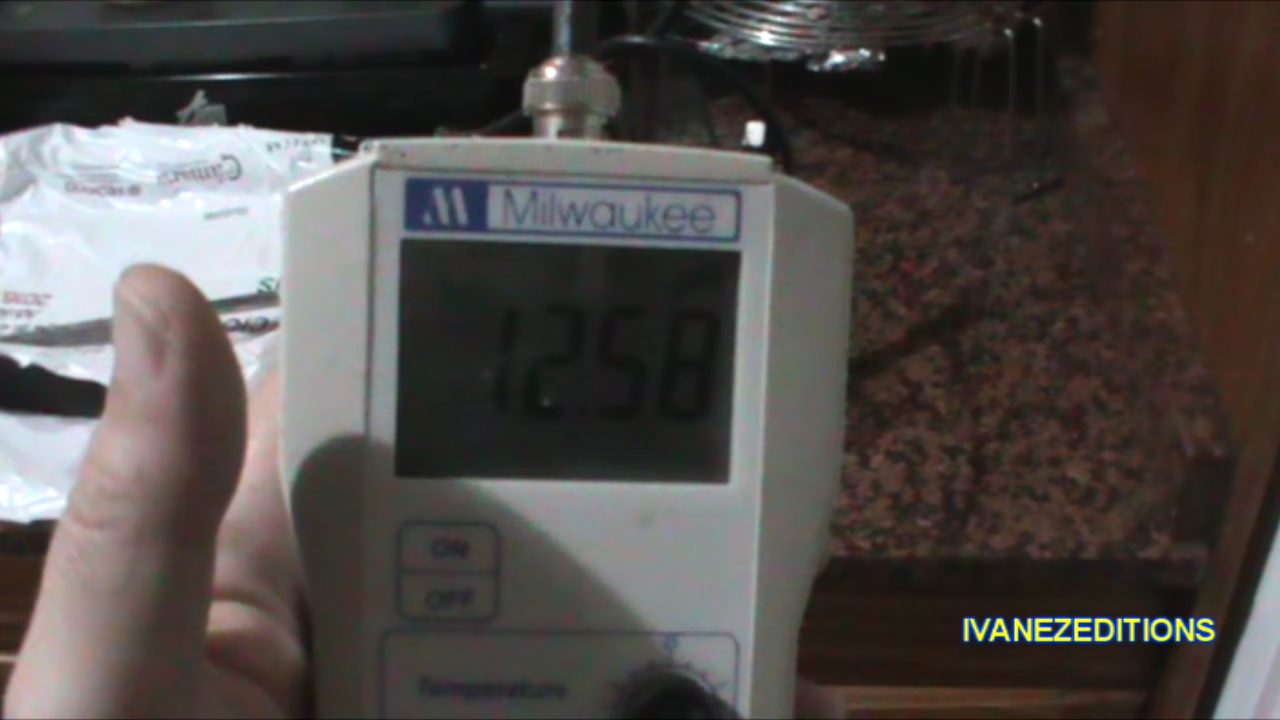 Milwaukee
12.58
ON
OFF
Temperature
IVANEZEDITIONS